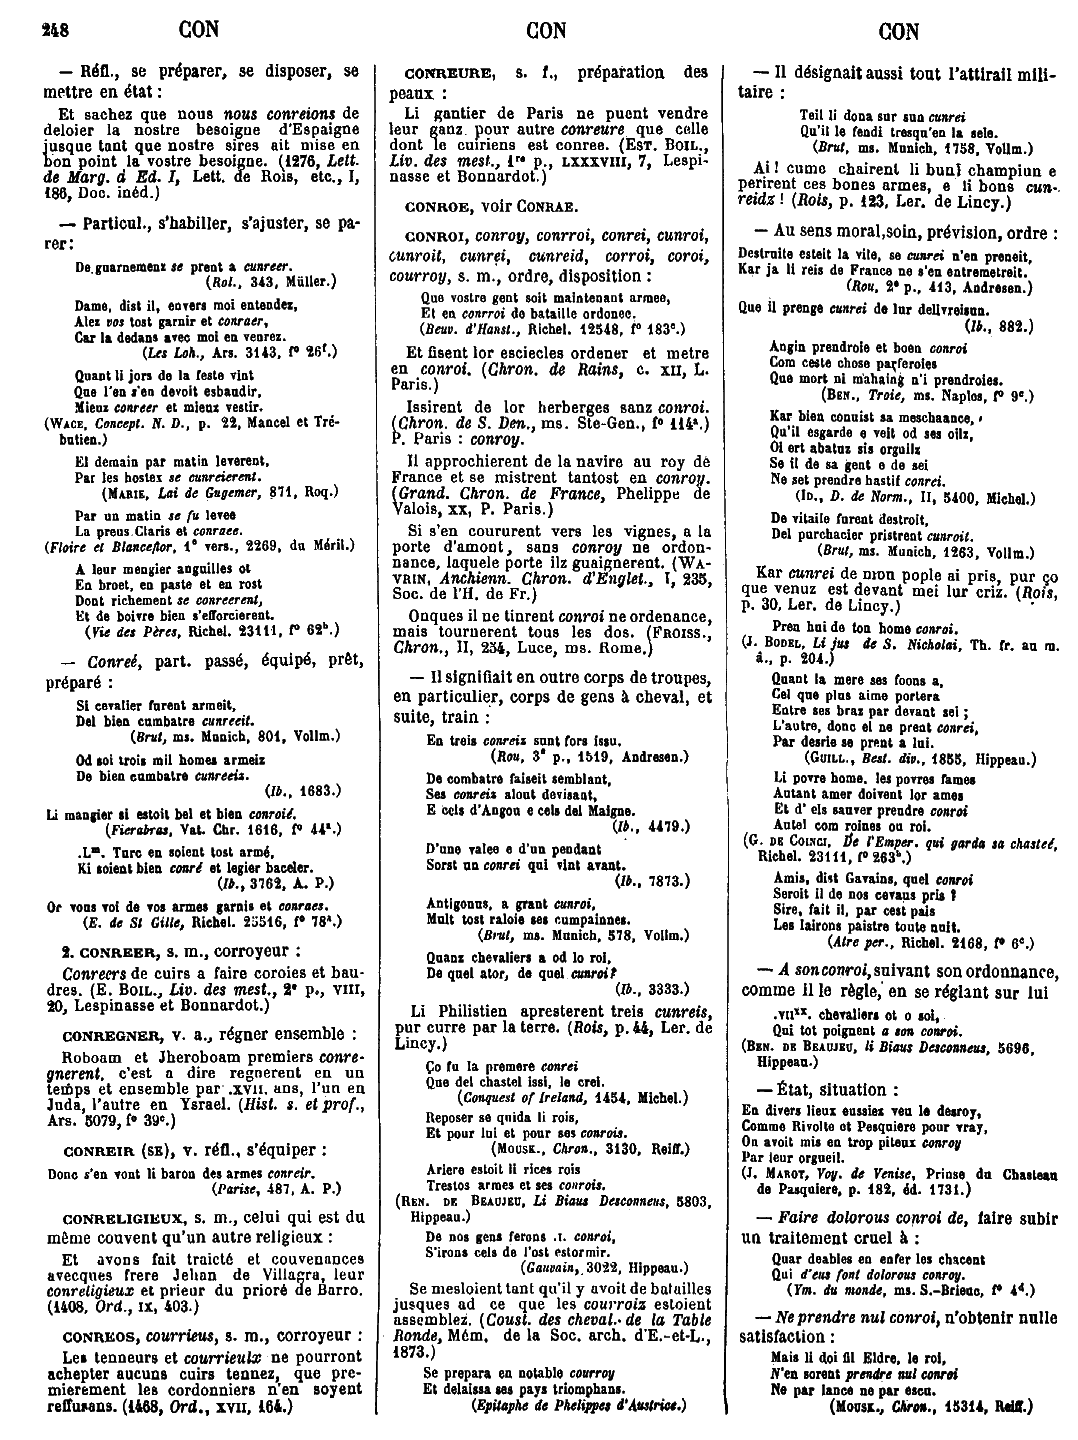 248 CON CON CON
— Réfl., se préparer, se disposer, se
mettre en état :
Et sachez que nous nous conreions de
deloier la nostre besoigne d'Espaigne
jusque tant que nostre sires ait mise en
bon point la vostre besoigne. (1276, Lett.
de Marg. à Ed. I, Lett. de Rois, etc., I,
186, Doc. inéd.)
— Particul., s'habiller, s'ajuster, se pa-
rer :
De guarnemenz se prent a cunreer.
(Rol., 343, Müller.)
Dame, dist il, envers moi entendez,
Alez vos tost garnir et conraer,
Car la dedans avec moi en venrez.
(Les Loh., Ars. 3143, f° 26f.)
Quant li jors de la feste vint
Que l'en s'en devoit esbaudir,
Mieuz conreer et mieuz vestir.
(WACE, Concept. N. D., p. 22, Mancel et Tré-
butien.)
El demain par matin leverent,
Par les hostex se cunreierent.
(MARIE, Lai de Gugemer, 871, Roq.)
Par un matin se fu levee
La preus Claris et conraee.
(Floire et Blanceflor, 1° vers., 2269, du Méril.)
A leur mengier anguilles ot
En broet, en paste et en rost
Dont richement se conreerent,
Et de boivre bien s'efforcierent.
(Vie des Pères, Richel. 23111, f° 62b.)
— Conreé, part. passé, équipé, prêt,
préparé :
Si cevalier furent armeit,
Del bien cumbatre cunreeit.
(Brut, ms. Munich, 801, Vollm.)
Od soi trois mil homes armeiz
De bien cumbatre cunreeiz.
(Ib., 1683.)
Li mangier si estoit bel et bien conroié.
(Fierabras, Vat. Chr. 1616, f° 44a.)
.Lm. Turc en soient tost armé,
Ki soient bien conré et legier baceler.
(Ib., 3762, A. P.)
Or vous voi de vos armes garnis et conraes.
(E. de St Gille, Richel. 25516, f° 78a.)
2. CONREER, s. m., corroyeur :
Conreers de cuirs a faire coroies et bau-
dres. (E. BOIL., Liv. des mest., 2e p., VIII,
20, Lespinasse et Bonnardot.)
CONREGNER, v. a., régner ensemble :
Roboam et Jheroboam premiers conre-
gnerent, c'est a dire regnerent en un
temps et ensemble par .XVII. ans, l'un en
Juda, l'autre en Ysrael. (Hist. s. et prof.,
Ars. 5079, f° 39c.)
CONREIR (SE), v. réfl., s'équiper :
Donc s'en vont li baron des armes conreir.
(Parise, 487, A. P.)
CONRELIGIEUX, s. m., celui qui est du
même couvent qu'un autre religieux :
Et avons fait traicté et convenances
avecques frere Jehan de Villagra, leur
conreligieux et prieur du prioré de Barro.
(1408, Ord., IX, 403.)
CONREOS, courrieus, s. m., corroyeur :
Les tenneurs et courrieulx ne pourront
achepter aucuns cuirs tennez, que pre-
mierement les cordonniers n'en soyent
reffusans. (1468, Ord., XVII, 164.)
CONREURE, s. f., préparation des
peaux :
Li gantier de Paris ne puent vendre
leur ganz pour autre conreure que celle
dont le cuiriens est conree. (EST. BOIL.,
Liv. des mest., 1re p., LXXXVIII, 7, Lespi-
nasse et Bonnardot.)
CONROE, voir CONRAE.
CONROI, conroy, conrroi, conrei, cunroi,
cunroit, cunrei, cunreid, corroi, coroi,
courroy, s. m., ordre, disposition :
Que vostre gent soit maintenant armee,
Et en conrroi de bataille ordonee.
(Beuv. d'Hanst., Richel. 12548, f° 183c.)
Et fisent lor esciecles ordener et metre
en conroi. (Chron. de Rains, c. XII, L.
Paris.)
Issirent de lor herberges sanz conroi.
(Chron. de S. Den., ms. Ste-Gen., f° 114a.)
P. Paris : conroy.
Il approchierent de la navire au roy de
France et se mistrent tantost en conroy.
(Grand. Chron. de France, Phelippe de
Valois, XX, P. Paris.)
Si s'en coururent vers les vignes, a la
porte d'amont, sans conroy ne ordon-
nance, laquele porte ilz guaignerent. (WA-
VRIN, Anchienn. Chron. d'Englet., I, 235,
Soc. de l'H. de Fr.)
Onques il ne tinrent conroi ne ordenance,
mais tournerent tous les dos. (FROISS.,
Chron., II, 254, Luce, ms. Rome.)
— Il signifiait en outre corps de troupes,
en particulier, corps de gens à cheval, et
suite, train :
En treis conreiz sunt fors issu.
(Rou, 3e p., 1519, Andresen.)
De combatre faiseit semblant,
Ses conreiz alout devisant,
E cels d'Angou e cels del Maigne.
(Ib., 4479.)
D'une valee e d'un pendant
Sorst un conrei qui vint avant.
(Ib., 7873.)
Antigonus, a grant cunroi,
Mult tost raloie ses cumpainnes.
(Brut, ms. Munich, 578, Vollm.)
Quanz chevaliers a od lo roi,
De quel ator, de quel cunroi?
(Ib., 3333.)
Li Philistien apresterent treis cunreis,
pur curre par la terre. (Rois, p. 44, Ler. de
Lincy.)
Ço fu la premere conrei
Que del chastel issi, le crei.
(Conquest of Ireland, 1454, Michel.)
Reposer se quida li rois,
Et pour lui et pour ses conrois.
(MOUSK., Chron., 3130, Reiff.)
Ariere estoit li rices rois
Trestos armes et ses conrois.
(REN. DE BEAUJEU, Li Biaus Desconneus, 5803,
Hippeau.)
De nos gens ferons .I. conroi,
S'irons cels de l'ost estormir.
(Gauvain, 3022, Hippeau.)
Se mesloient tant qu'il y avoit de batailles
jusques ad ce que les courroiz estoient
assemblez. (Coust. des cheval. de la Table
Ronde, Mém. de la Soc. arch. d'E.-et-L.,
1873.)
Se prepara en notable courroy
Et delaissa ses pays triomphans.
(Epitaphe de Phelippes d'Austrice.)
— Il désignait aussi tout l'attirail mili-
taire :
Teil li dona sur sun cunrei
Qu'il le fendi tresqu'en la sele.
(Brut, ms. Munich, 1758, Vollm.)
Ai ! cume chairent li bunl champiun e
perirent ces bones armes, e li bons cun-
reidz ! (Rois, p. 123, Ler. de Lincy.)
— Au sens moral, soin, prévision, ordre :
Destruite esteit la vile, se cunrei n'en preneit,
Kar ja li reis de France ne s'en entremetreit.
(Rou, 2e p., 413, Andresen.)
Que il prenge cunrei de lur delivreisun.
(Ib., 882.)
Angin prendroie et boen conroi
Com ceste chose parferoies
Que mort ni mahaing n'i prendroies.
(BEN., Troie, ms. Naples, f° 9c.)
Kar bien conuist sa meschaance,
Qu'il esgarde e veit od ses oilz,
Oi ert abatuz sis orguilz
Se il de sa gent e de sei
Ne set prendre hastif conrei.
(ID., D. de Norm., II, 5400, Michel.)
De vitaile furent destroit,
Del purchacier pristrent cunroit.
(Brut, ms. Munich, 1263, Vollm.)
Kar cunrei de mon pople ai pris, pur ço
que venuz est devant mei lur criz. (Rois,
p. 30, Ler. de Lincy.)
Pren hui de ton home conroi.
(J. BODEL, Li jus de S. Nicholai, Th. fr. au m.
â., p. 204.)
Quant la mere ses foons a,
Cel que plus aime portera
Entre ses braz par devant sei ;
L'autre, donc el ne prent conrei,
Par desrie se prent a lui.
(GUILL., Best. div., 1855, Hippeau.)
Li povre home, les povres fames
Autant amer doivent lor ames
Et d' els sauver prendre conroi
Autel com roines ou roi.
(G. DE COINCI, De l'Emper. qui garda sa chasteé,
Richel. 23111, f° 263b.)
Amis, dist Gavains, quel conroi
Seroit il de nos cevaus pris ?
Sire, fait il, par cest pais
Les lairons paistre toute nuit.
(Atre per., Richel. 2168, f° 6c.)
— A son conroi, suivant son ordonnance,
comme il le règle, en se réglant sur lui
.VIIxx. chevaliers ot o soi,
Qui tot poignent a son conroi.
(BEN. DE BEAUJEU, li Biaus Desconneus, 5696,
Hippeau.)
— État, situation :
En divers lieux eussiez veu le desroy,
Comme Rivolte et Pesquiere pour vray,
On avoit mis en trop piteux conroy
Par leur orgueil.
(J. MAROT, Voy. de Venise, Prinse du Chasteau
de Pasquiere, p. 182, éd. 1731.)
— Faire dolorous conroi de, faire subir
un traitement cruel à :
Quar deables en enfer les chacent
Qui d'eus font dolorous conroy.
(Ym. du monde, ms. S.-Brieuc, f° 4d.)
— Ne prendre nul conroi, n'obtenir nulle
satisfaction :
Mais li doi fil Eldre, le roi,
N'en sorent prendre nul conroi
Ne par lance ne par escu.
(MOUSK., Chron., 15314, Reiff.)